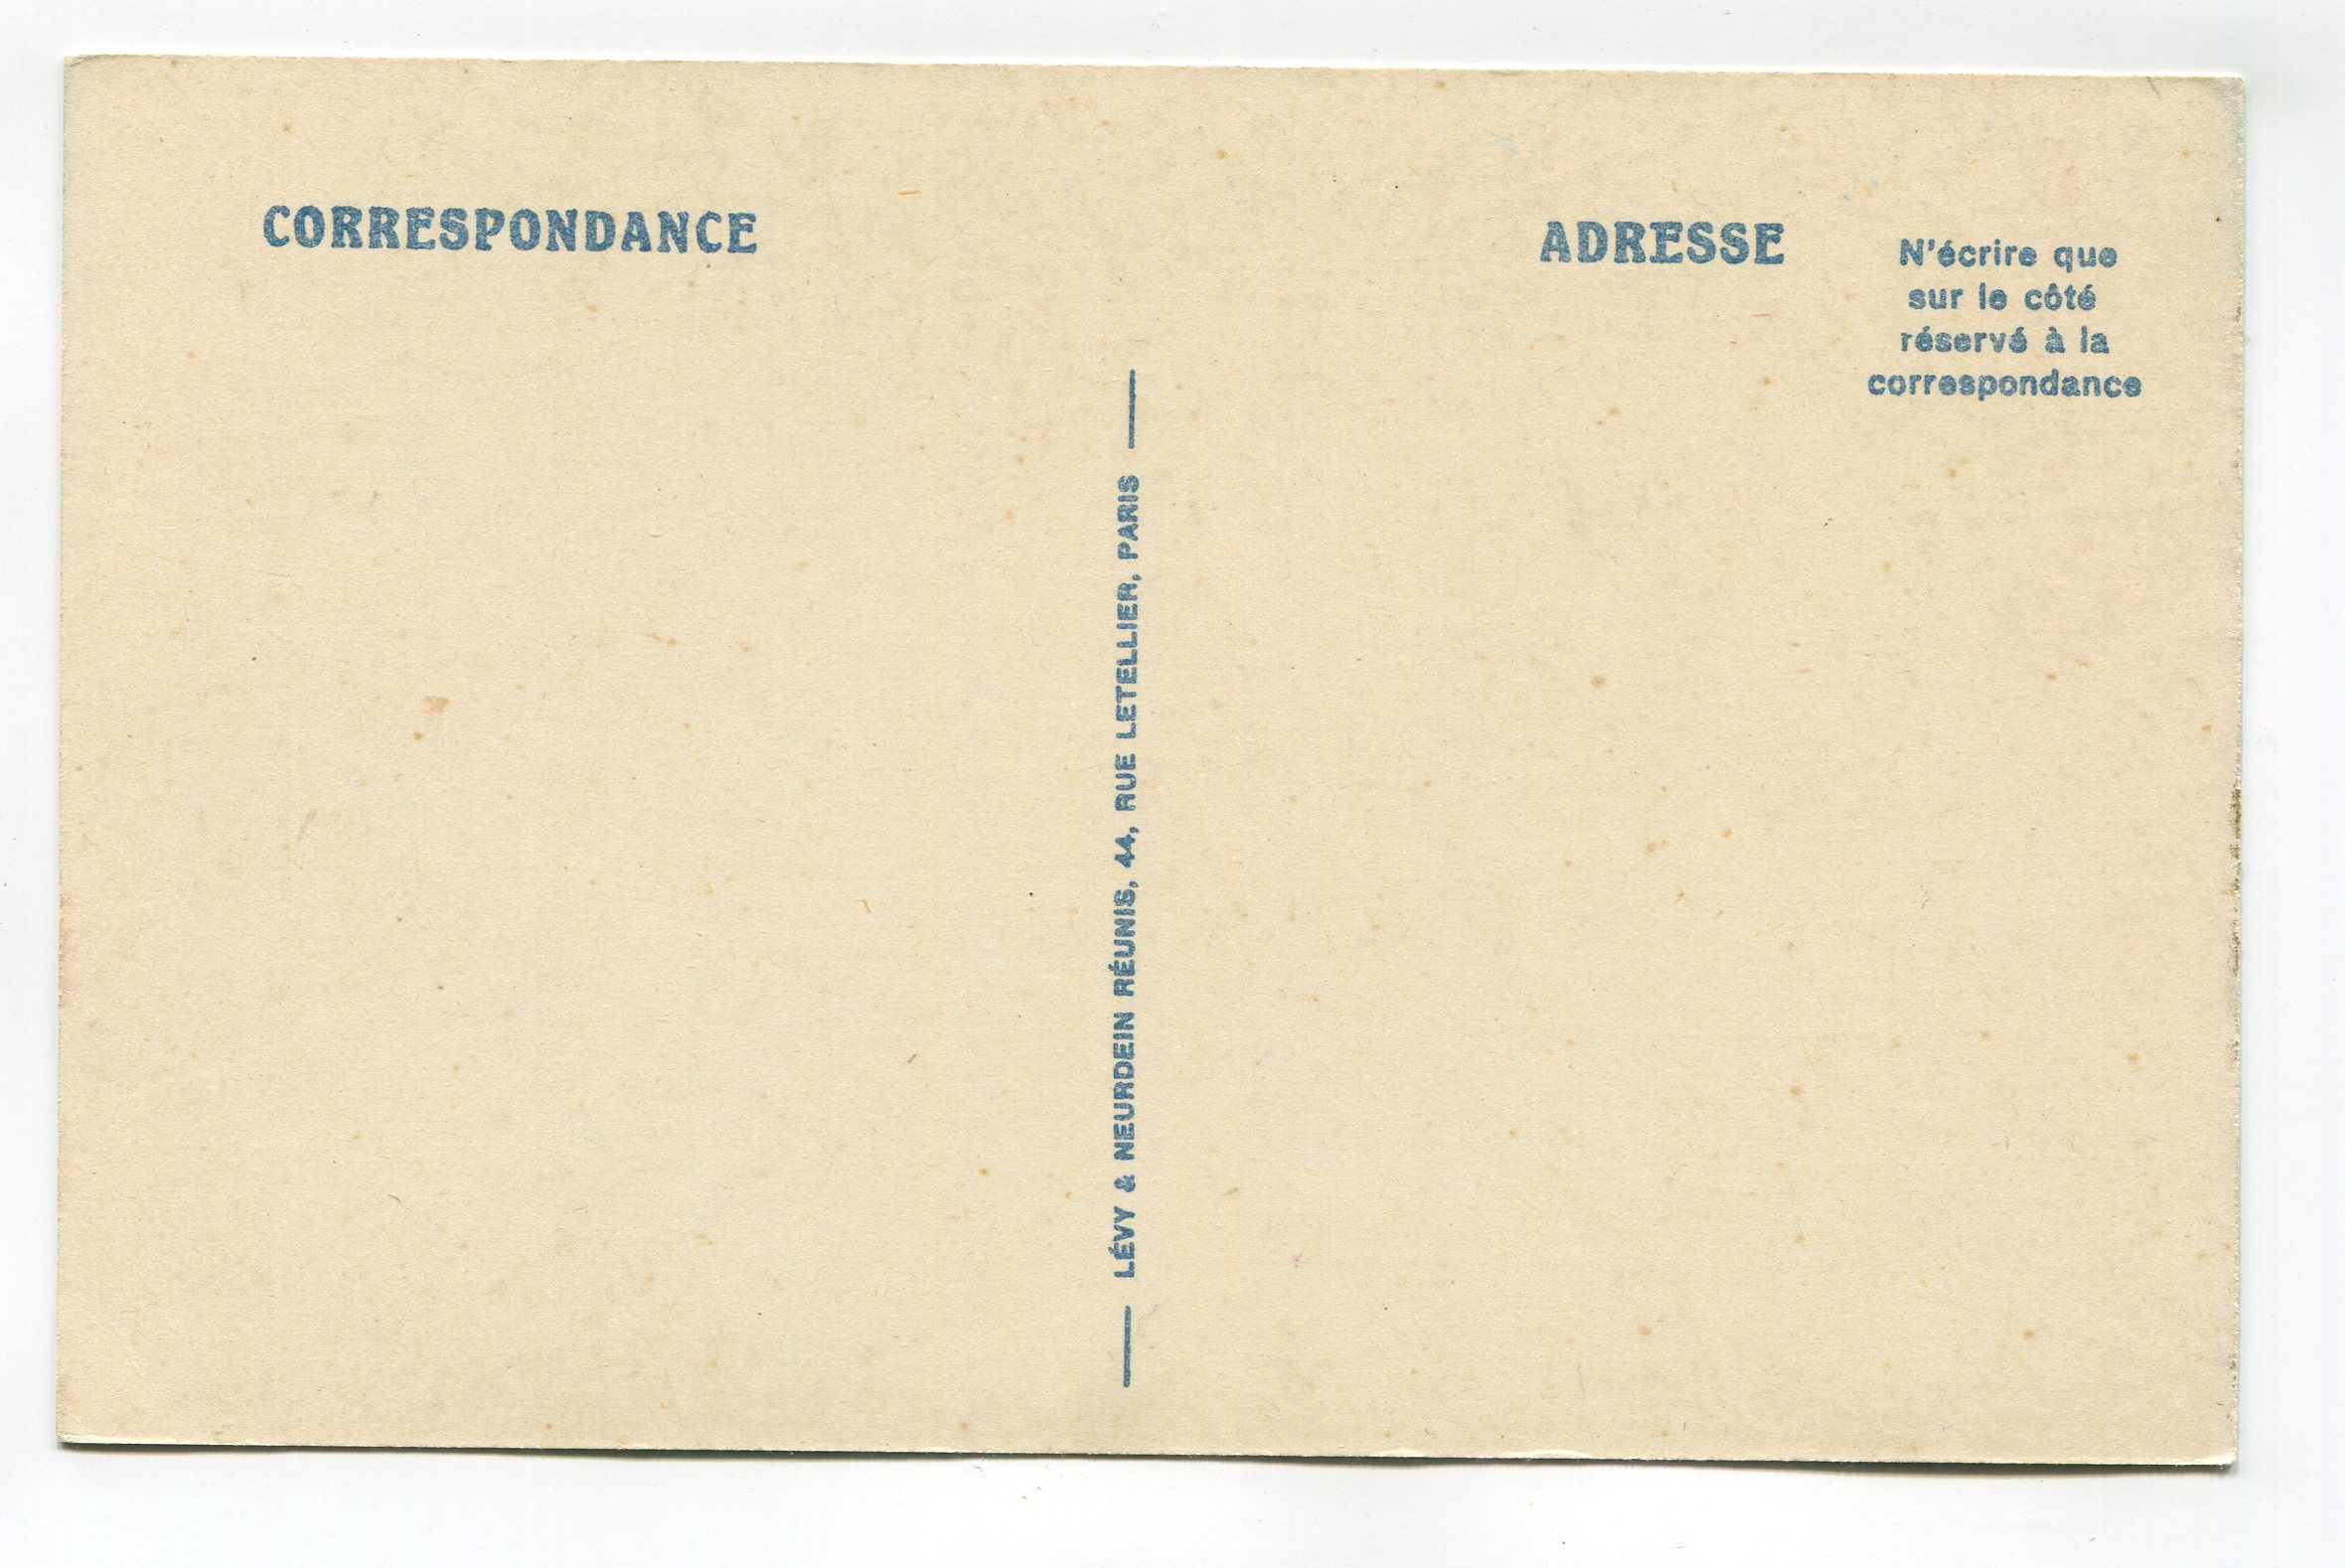 CORRESPONDANCE
ADRESSE
N'écrire que
sur le côté
réservé à la
correspondance
LÉVY & NEURDEIN RÉUNIS, 44, RUE LETELLIER, PARIS